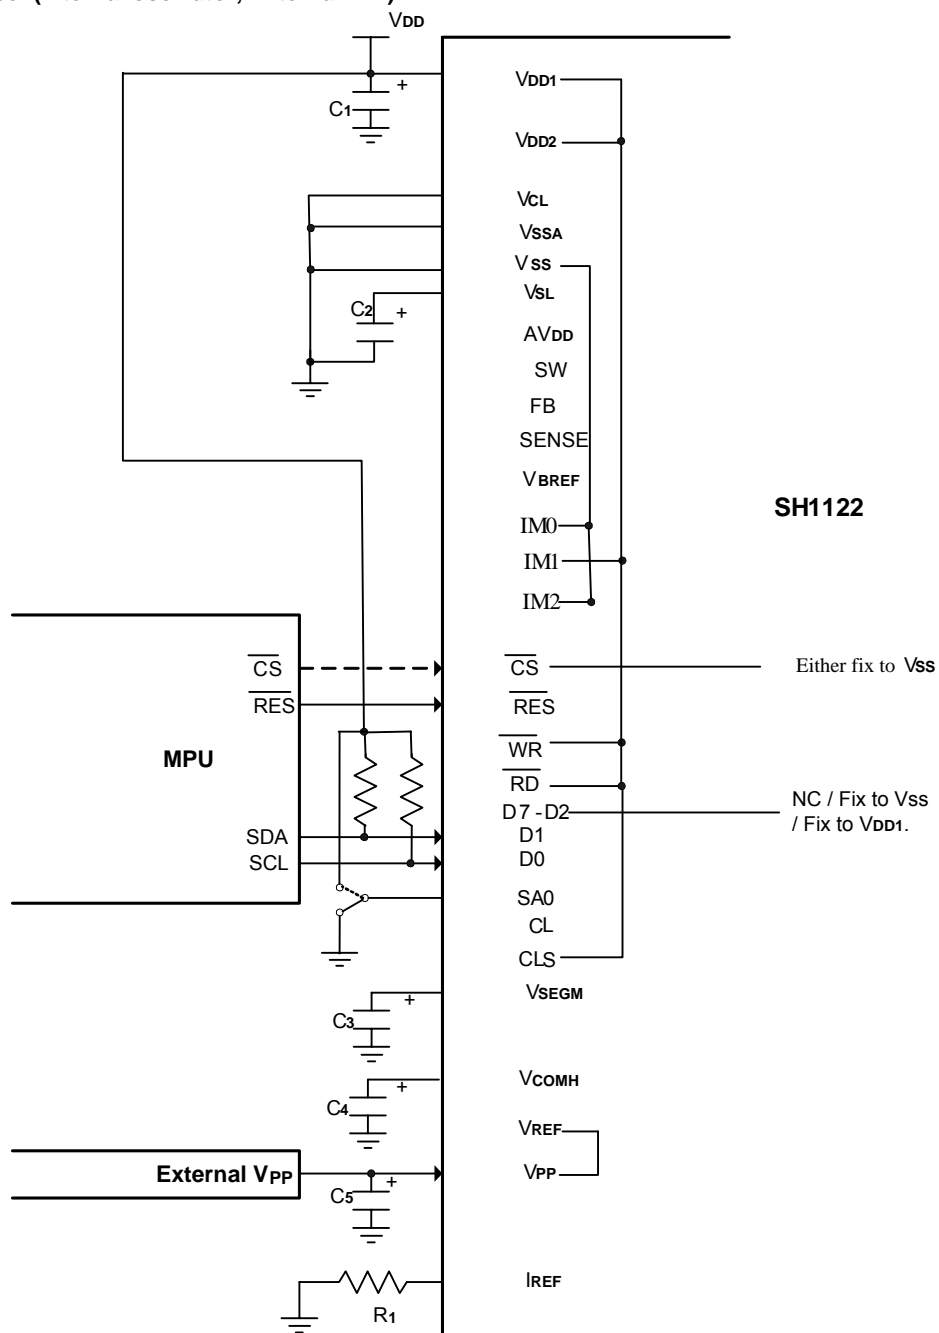 VDD
+
C1
VDD1
VDD2
VCL
VSSA
VSS
VSL
C2 +
AVDD
SW
FB
SENSE
VBREF
SH1122
IM0
IM1
IM2
CS
CS
Either fix to Vss
RES
RES
MPU
WR
RD
D7 - D2
NC / Fix to Vss
/ Fix to VDD1.
SDA
D1
SCL
D0
SA0
CL
CLS
+
VSEGM
C3
+
VCOMH
C4
VREF
External VPP
VPP
+
C5
IREF
R1